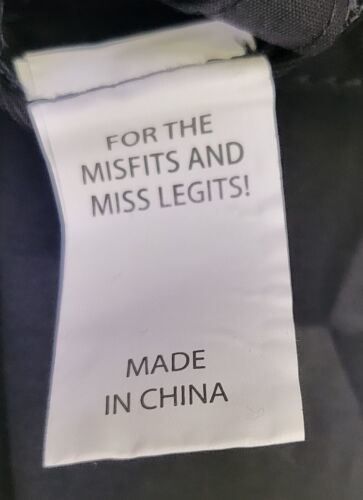 FOR THE
MISFITS AND
MISS LEGITS!
MADE
IN CHINA